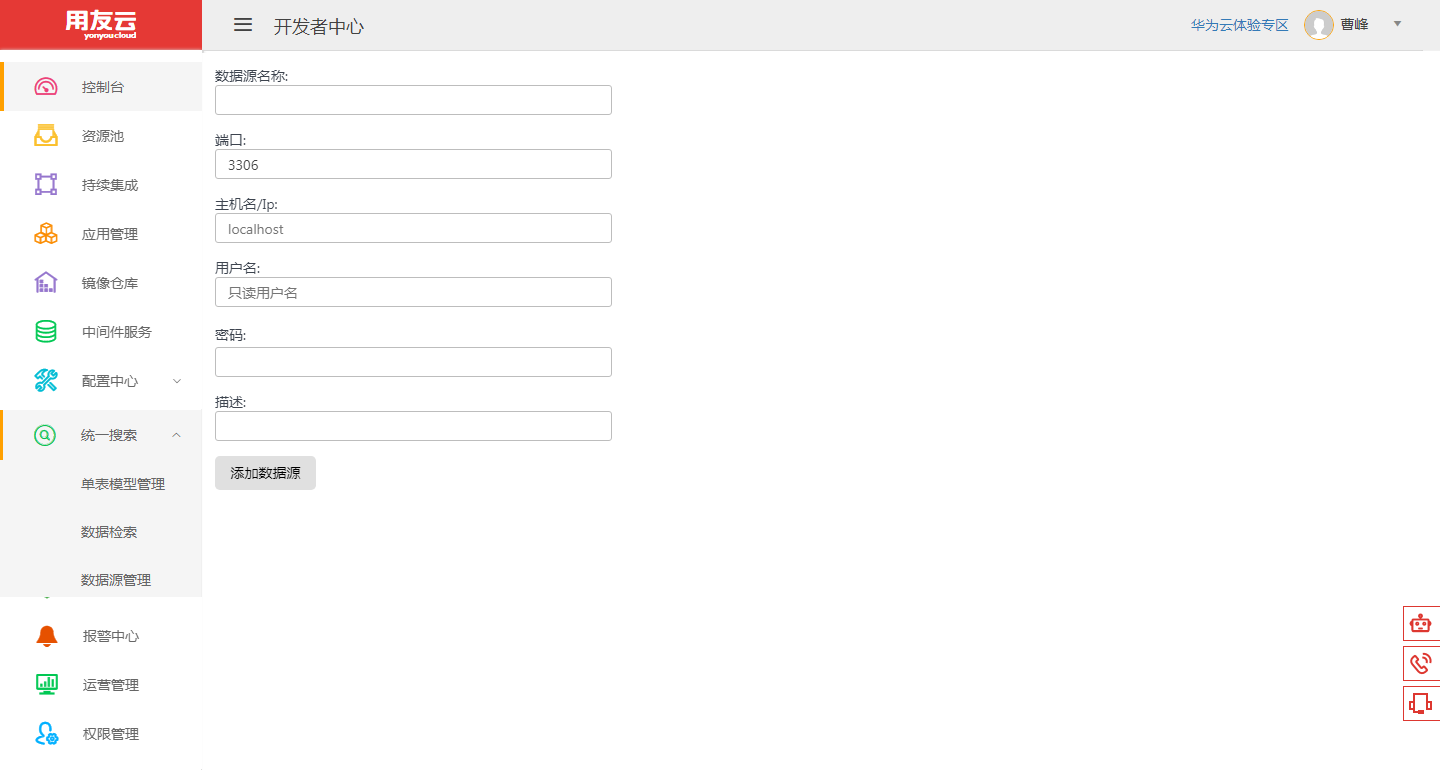 用友云
yonyoucloud
开发者中心
华为云体验专区
曹峰
控制台
资源池
持续集成
应用管理
镜像仓库
中间件服务
配置中心
统一搜索
单表模型管理
数据检索
数据源管理
报警中心
运营管理
权限管理
数据源名称:
端口:
3306
主机名/Ip:
localhost
用户名:
只读用户名
密码:
描述:
添加数据源